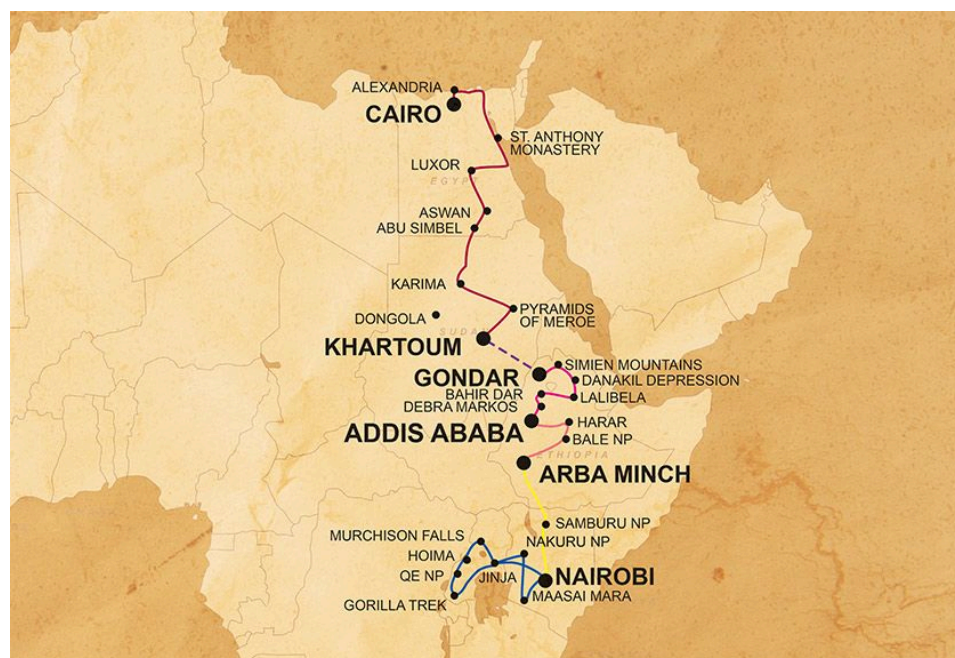 ALEXANDRIA
CAIRO
ST. ANTHONY
MONASTERY
LUXOR
EGYPT
ASWAN
ABU SIMBEL
KARIMA
PYRAMIDS
OF MEROE
DONGOLA
SUDAN
KHARTOUM
SIMIEN MOUNTAINS
GONDAR
DANAKIL DEPRESSION
BAHIR DAR
LALIBELA
DEBRA MARKOS
HARAR
ADDIS ABABA
BALE NP
ETHIOPIA
ARBA MINCH
SAMBURU NP
MURCHISON FALLS
NAKURU NP
HOIMA
QE NP
JINJA
NAIROBI
MAASAI MARA
GORILLA TREK